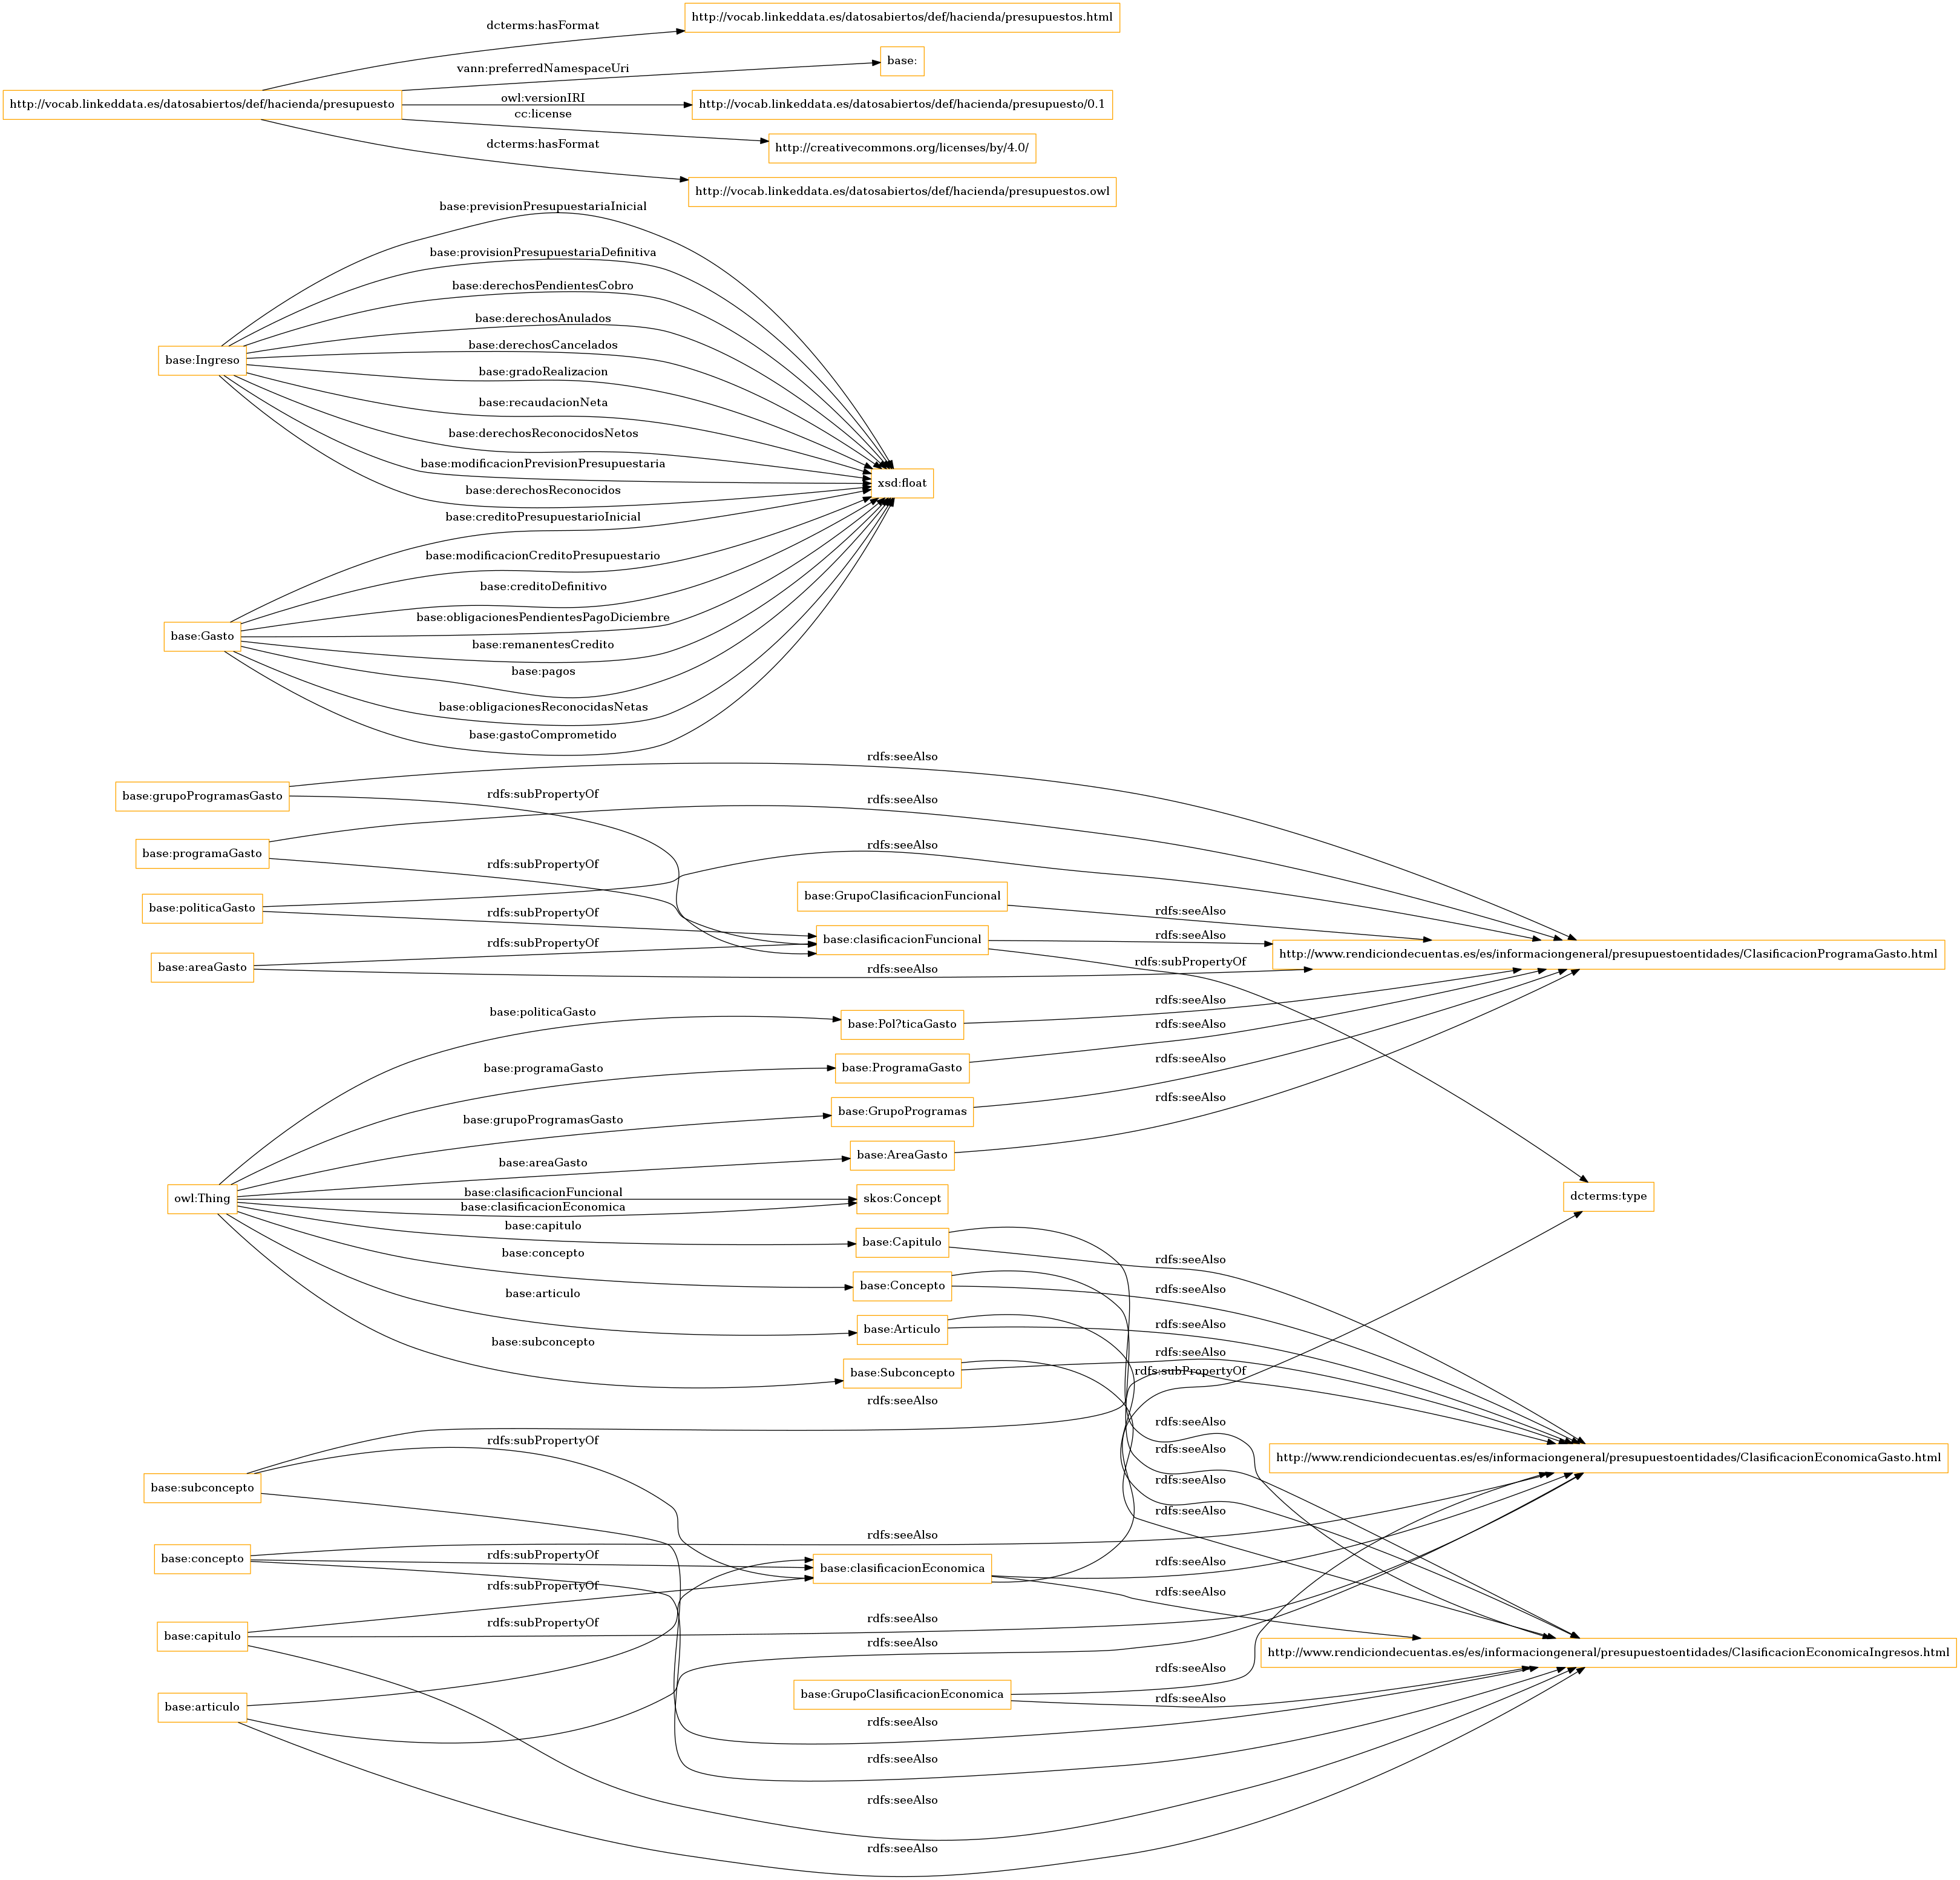 http://vocab.linkeddata.es/datosabiertos/def/hacienda/presupuestos.html
dcterms:hasFormat
base:
vann:preferredNamespaceUri
http://vocab.linkeddata.es/datosabiertos/def/hacienda/presupuesto
owl:versionIRI
http://vocab.linkeddata.es/datosabiertos/def/hacienda/presupuesto/0.1
cc:license
http://creativecommons.org/licenses/by/4.0/
dcterms:hasFormat
http://vocab.linkeddata.es/datosabiertos/def/hacienda/presupuestos.owl
base:previsionPresupuestariaInicial
base:provisionPresupuestariaDefinitiva
base:derechosPendientesCobro
base:derechosAnulados
base:derechosCancelados
base:Ingreso
base:gradoRealizacion
base:recaudacionNeta
base:derechosReconocidosNetos
base:modificacionPrevisionPresupuestaria
xsd:float
base:derechosReconocidos
base:creditoPresupuestarioInicial
base:modificacionCreditoPresupuestario
base:creditoDefinitivo
base:obligacionesPendientesPagoDiciembre
base:Gasto
base:remanentesCredito
base:pagos
base:obligacionesReconocidasNetas
base:gastoComprometido
rdfs:seeAlso
base:grupoProgramasGasto
rdfs:subPropertyOf
rdfs:seeAlso
rdfs:seeAlso
base:programaGasto
rdfs:subPropertyOf
base:GrupoClasificacionFuncional
base:politicaGasto
rdfs:subPropertyOf
rdfs:seeAlso
rdfs:seeAlso
base:clasificacionFuncional
rdfs:subPropertyOf
http://www.rendiciondecuentas.es/es/informaciongeneral/presupuestoentidades/ClasificacionProgramaGasto.html
rdfs:subPropertyOf
base:areaGasto
rdfs:seeAlso
rdfs:seeAlso
base:politicaGasto
base:Pol?ticaGasto
rdfs:seeAlso
base:programaGasto
base:ProgramaGasto
rdfs:seeAlso
base:grupoProgramasGasto
base:GrupoProgramas
rdfs:seeAlso
base:areaGasto
base:AreaGasto
owl:Thing
base:clasificacionFuncional
skos:Concept
dcterms:type
base:clasificacionEconomica
base:capitulo
base:Capitulo
base:concepto
rdfs:seeAlso
base:Concepto
rdfs:seeAlso
base:articulo
rdfs:seeAlso
base:Articulo
base:subconcepto
rdfs:seeAlso
base:Subconcepto
rdfs:subPropertyOf
rdfs:seeAlso
rdfs:seeAlso
rdfs:subPropertyOf
rdfs:seeAlso
http://www.rendiciondecuentas.es/es/informaciongeneral/presupuestoentidades/ClasificacionEconomicaGasto.html
rdfs:seeAlso
base:subconcepto
rdfs:seeAlso
rdfs:seeAlso
base:concepto
rdfs:subPropertyOf
rdfs:seeAlso
base:clasificacionEconomica
rdfs:subPropertyOf
rdfs:seeAlso
rdfs:seeAlso
rdfs:subPropertyOf
base:capitulo
rdfs:seeAlso
http://www.rendiciondecuentas.es/es/informaciongeneral/presupuestoentidades/ClasificacionEconomicaIngresos.html
rdfs:seeAlso
base:GrupoClasificacionEconomica
rdfs:seeAlso
base:articulo
rdfs:seeAlso
rdfs:seeAlso
rdfs:seeAlso
rdfs:seeAlso